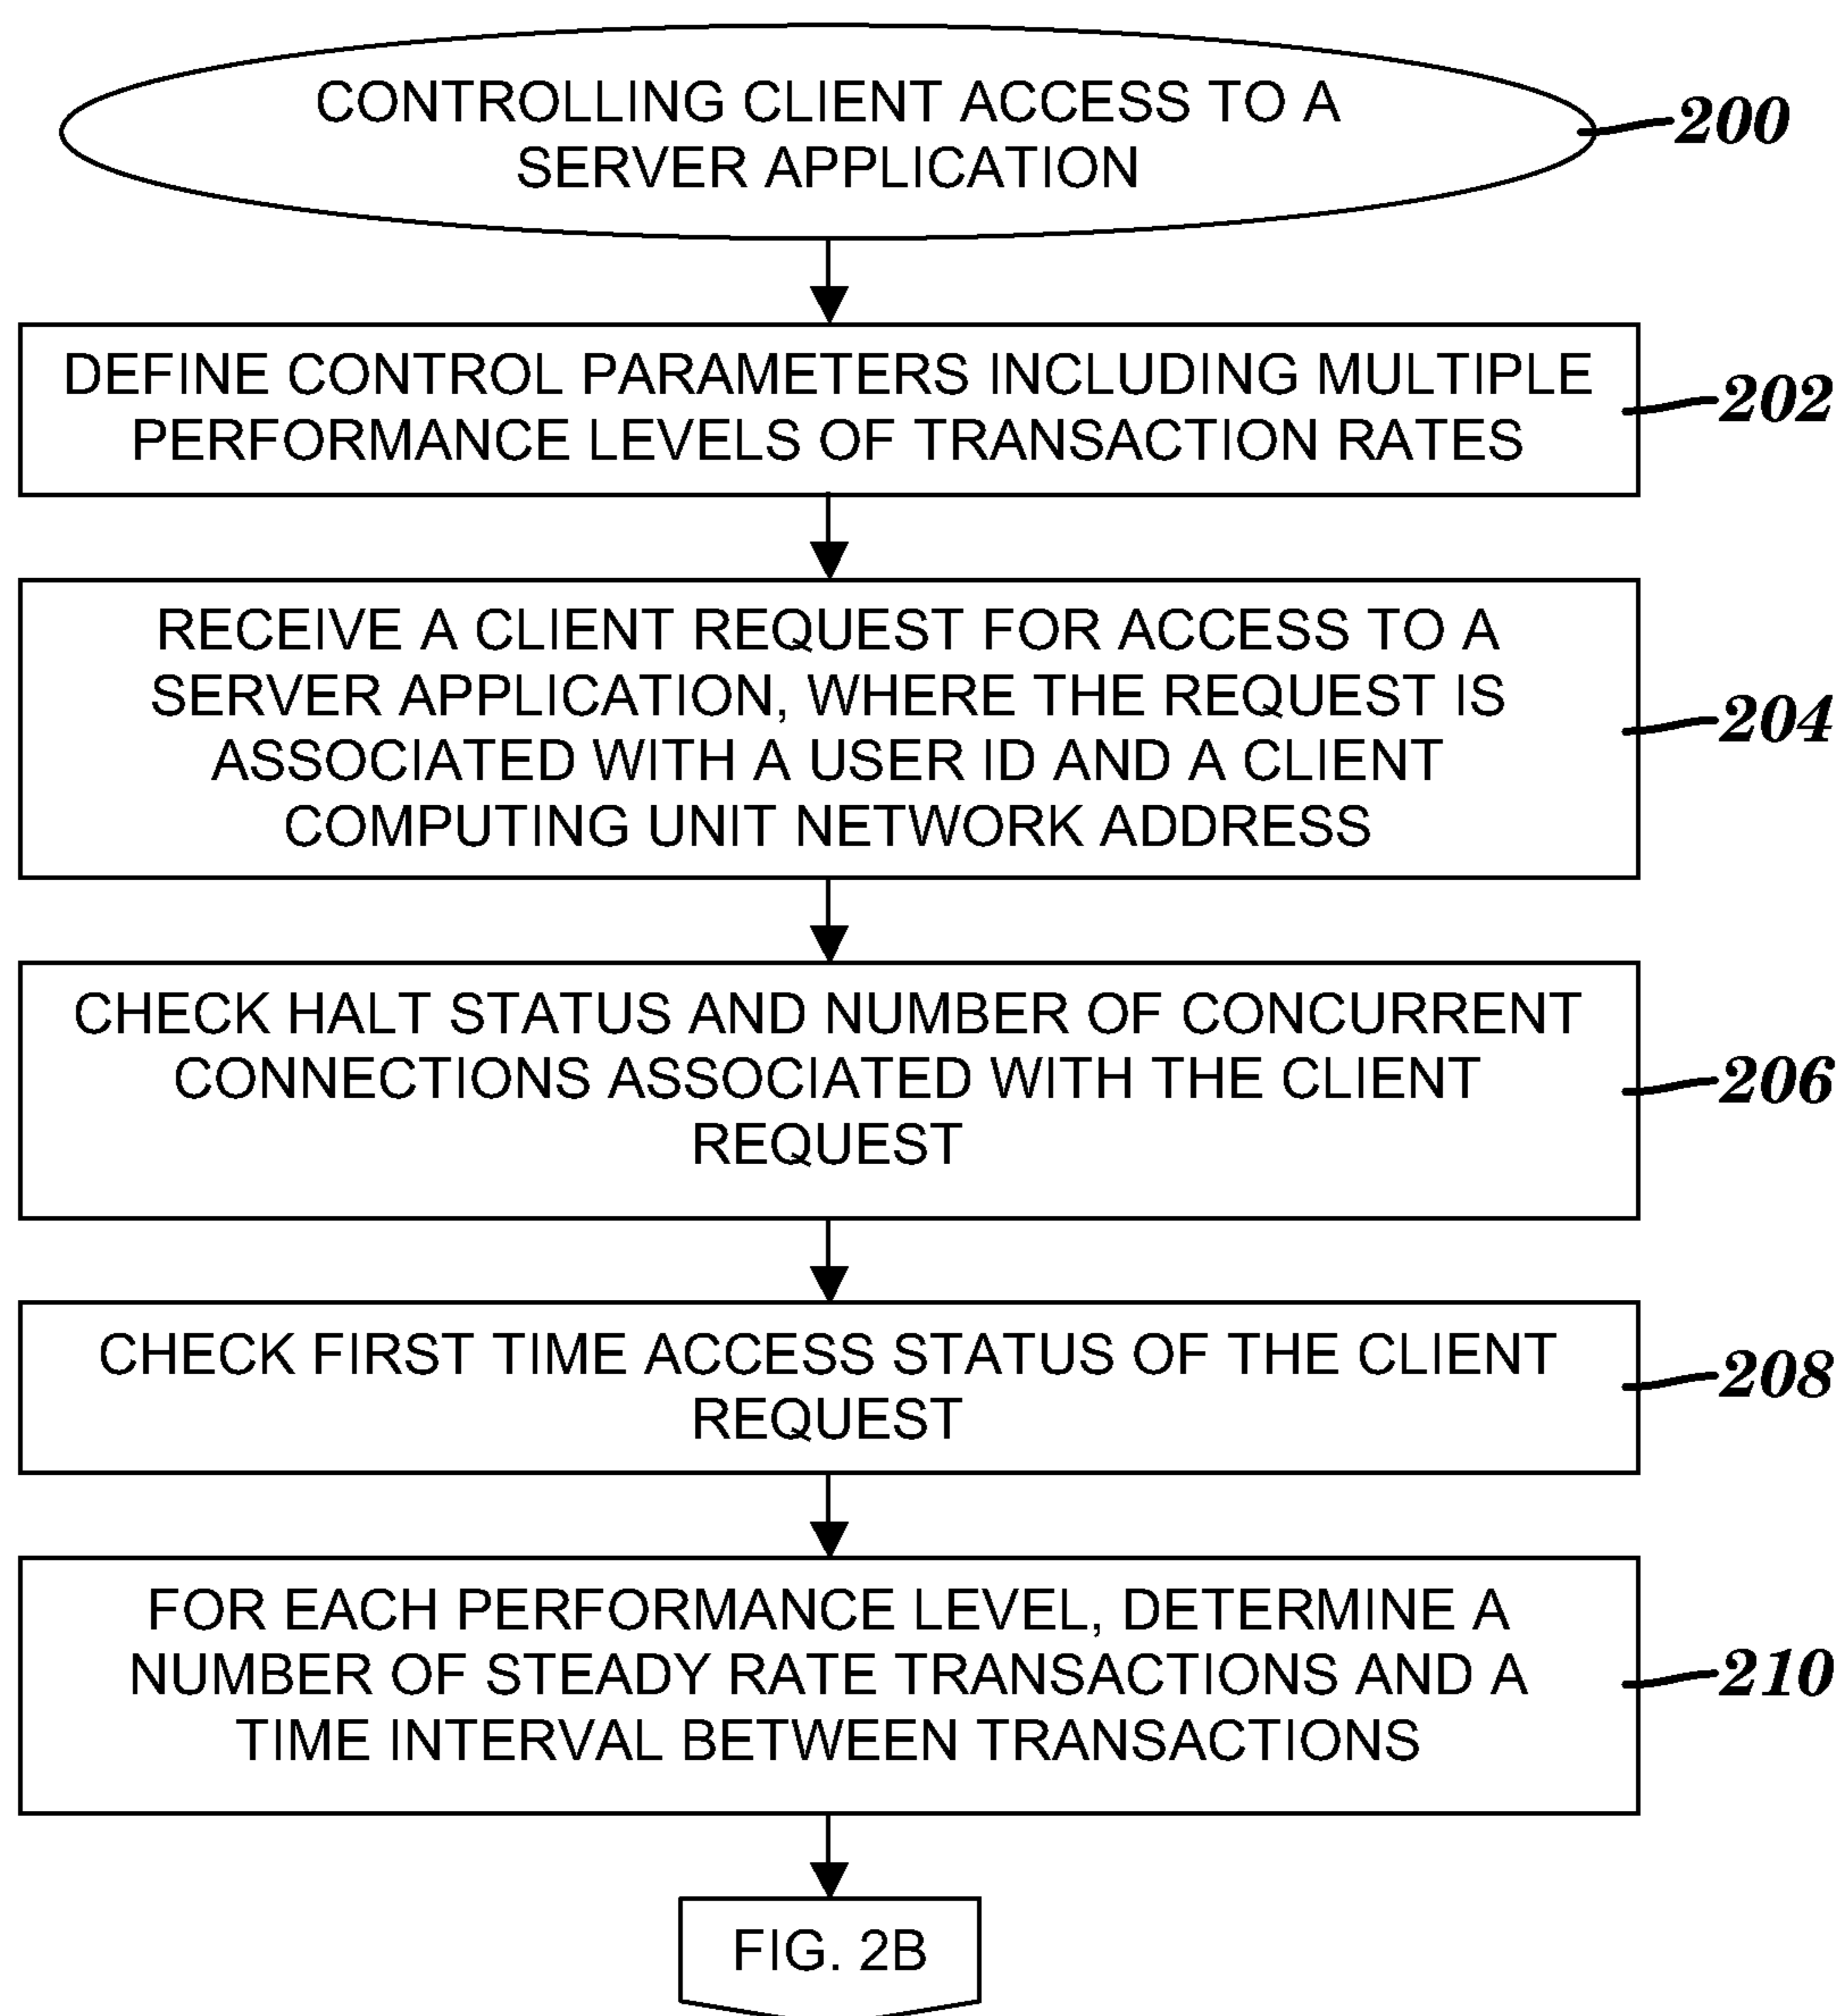 CONTROLLING CLIENT ACCESS TO A
SERVER APPLICATION
200
DEFINE CONTROL PARAMETERS INCLUDING MULTIPLE
PERFORMANCE LEVELS OF TRANSACTION RATES
202
RECEIVE A CLIENT REQUEST FOR ACCESS TO A
SERVER APPLICATION, WHERE THE REQUEST IS
ASSOCIATED WITH A USER ID AND A CLIENT
COMPUTING UNIT NETWORK ADDRESS
204
CHECK HALT STATUS AND NUMBER OF CONCURRENT
CONNECTIONS ASSOCIATED WITH THE CLIENT
REQUEST
206
CHECK FIRST TIME ACCESS STATUS OF THE CLIENT
REQUEST
208
FOR EACH PERFORMANCE LEVEL, DETERMINE A
NUMBER OF STEADY RATE TRANSACTIONS AND A
TIME INTERVAL BETWEEN TRANSACTIONS
210
FIG. 2B